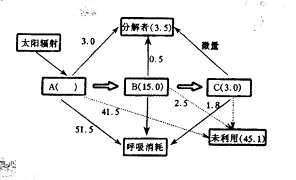 分解者(3.5)
太阳辐射
3.0
微量
0.5
A( )
B(15.0)
C(3.0)
2.5
1.8
41.5
51.5
呼吸消耗
未利用(45.1)